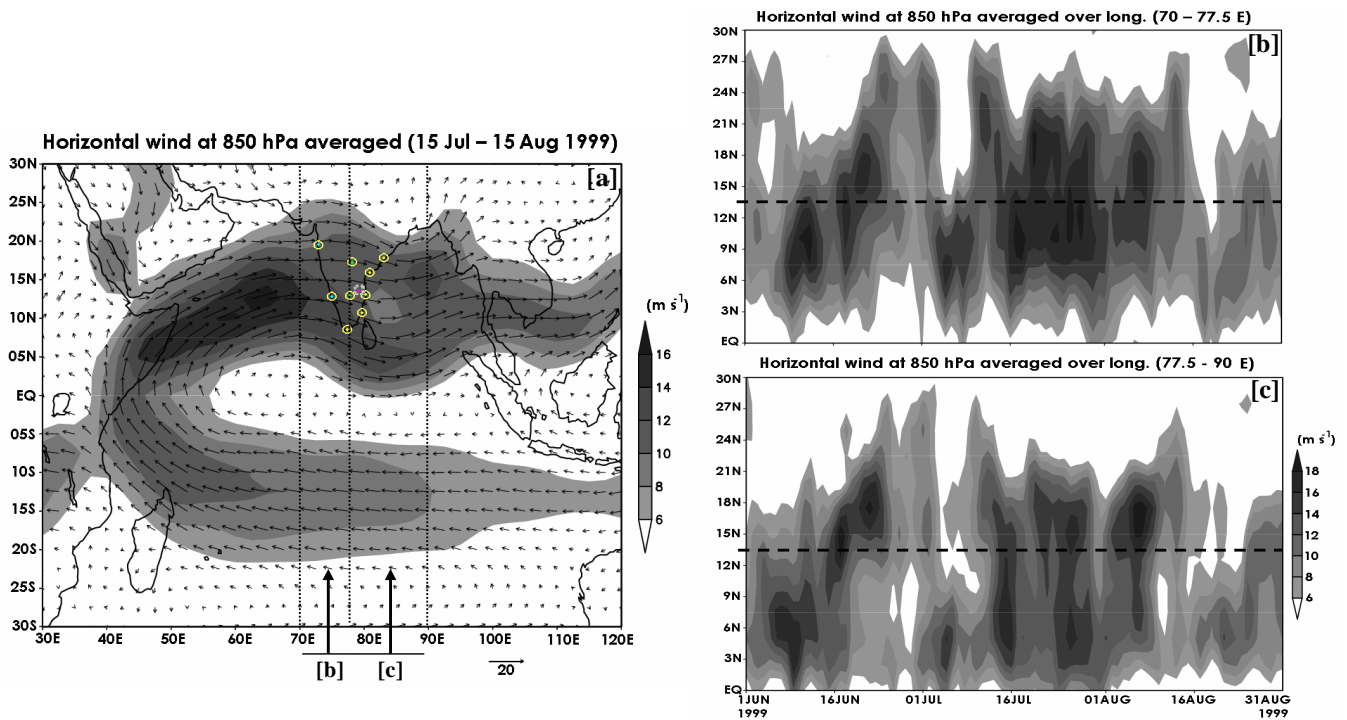 Horizontal wind at 850 hPa averaged (15 Jul – 15 Aug 1999)
[a]
30N
25N
20N
15N
10N
05N
EQ
05S
10S
15S
20S
25S
30S
30E 40E 50E 60E 70E 80E 90E 100E 110E 120E
[b] [c]
20
(m s-1)
16
14
12
10
8
6
Horizontal wind at 850 hPa averaged over long. (70 – 77.5 E)
[b]
30N
27N
24N
21N
18N
15N
12N
9N
6N
3N
EQ
Horizontal wind at 850 hPa averaged over long. (77.5 - 90 E)
[c]
30N
27N
24N
21N
18N
15N
12N
9N
6N
3N
EQ
1JUN 16JUN 01JUL 16JUL 01AUG 16AUG 31AUG
1999 1999
(m s-1)
18
16
14
12
10
8
6